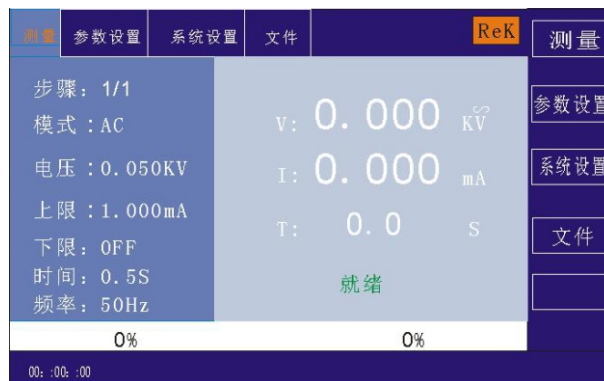 测量 参数设置 系统设置 文件 ReK
步骤：1/1
模式：AC
电压：0.050KV
上限：1.000mA
下限：OFF
时间：0.5S
频率：50Hz
V： 0.000 KV
I： 0.000 mA
T： 0.0 S
就绪
0% 0%
00：:00：:00
测量
参数设置
系统设置
文件